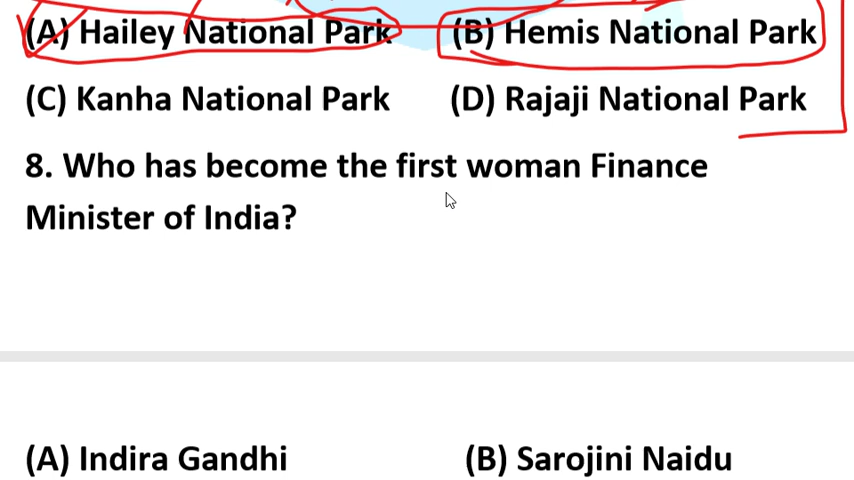 (A) Hailey National Park (B) Hemis National Park
(C) Kanha National Park (D) Rajaji National Park
8. Who has become the first woman Finance
Minister of India?
(A) Indira Gandhi (B) Sarojini Naidu